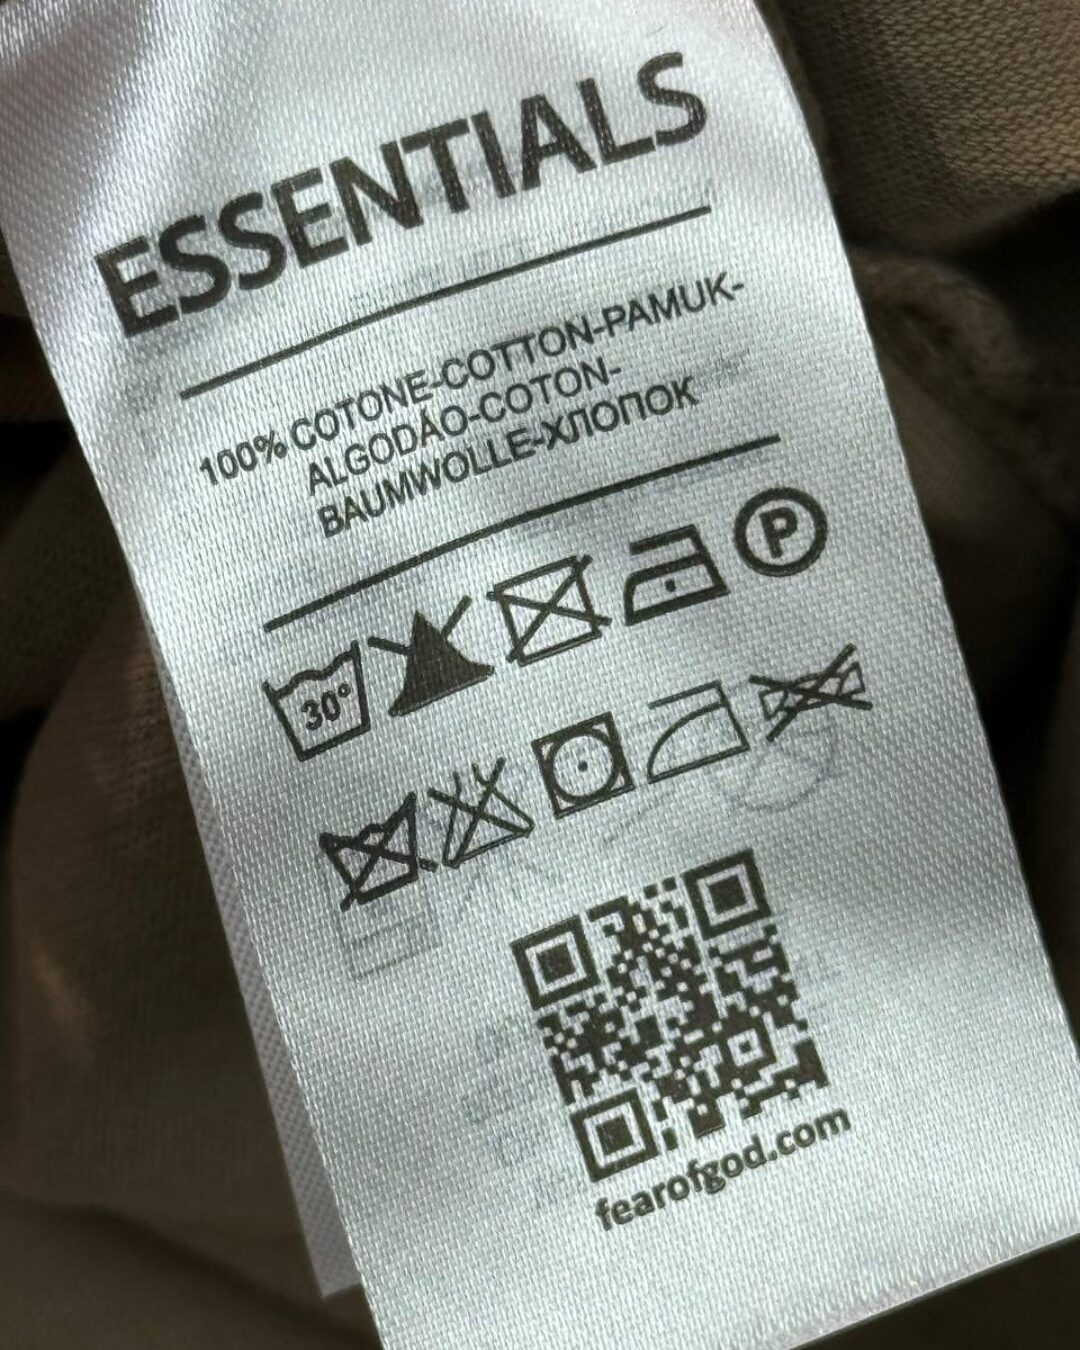 ESSENTIALS
100% COTONE-COTTON-PAMUK-
ALGODÃO-COTON-
BAUMWOLLE-ХЛОПОК
30°
P
fearofgod.com